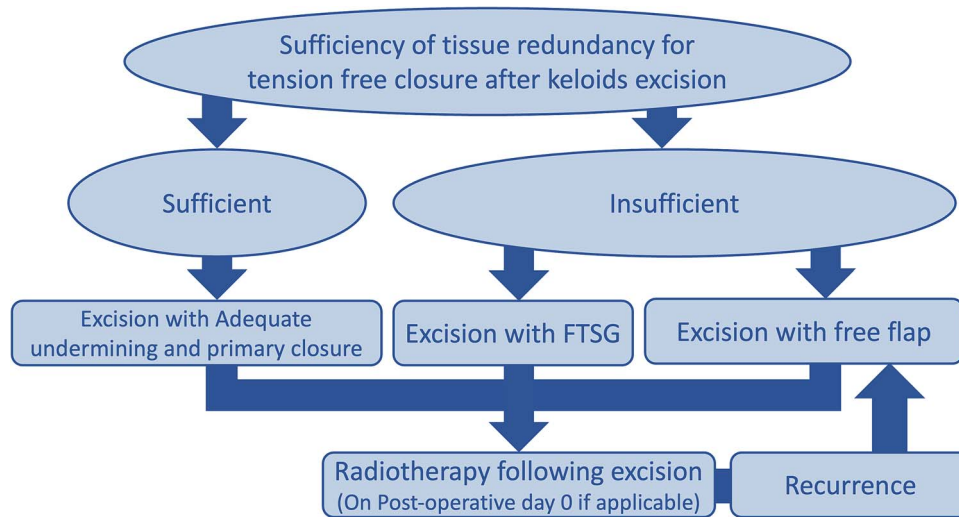 Sufficiency of tissue redundancy for
tension free closure after keloids excision
Sufficient
Insufficient
Excision with Adequate
undermining and primary closure
Excision with FTSG
Excision with free flap
Radiotherapy following excision
(On Post-operative day 0 if applicable)
Recurrence